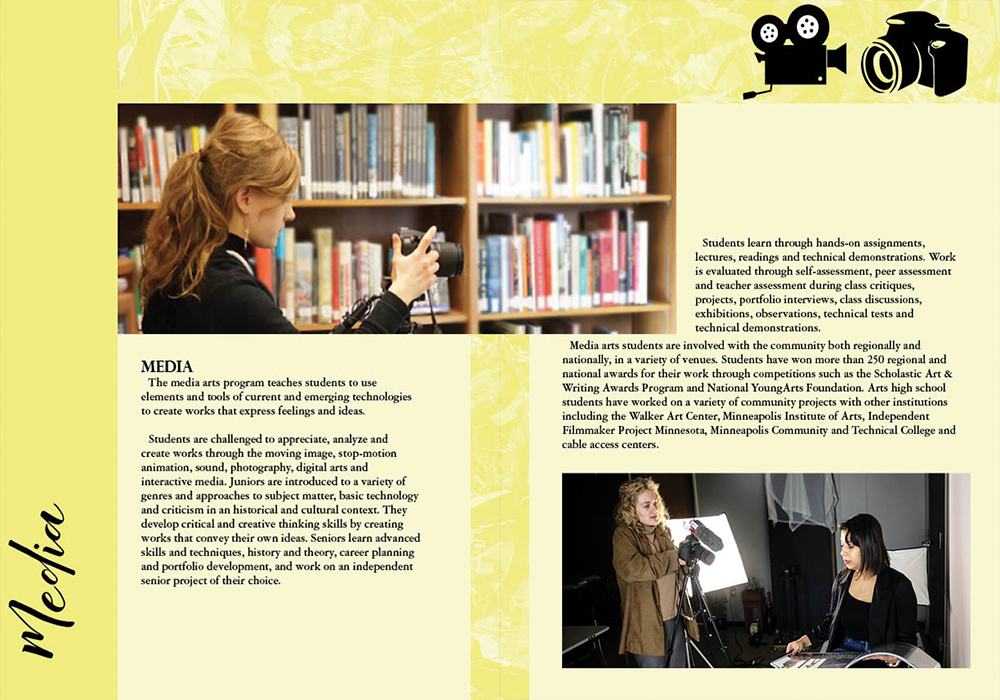 Media
MEDIA
The media arts program teaches students to use
elements and tools of current and emerging technologies
to create works that express feelings and ideas.
Students are challenged to appreciate, analyze and
create works through the moving image, stop-motion
animation, sound, photography, digital arts and
interactive media. Juniors are introduced to a variety of
genres and approaches to subject matter, basic technology
and criticism in an historical and cultural context. They
develop critical and creative thinking skills by creating
works that convey their own ideas. Seniors learn advanced
skills and techniques, history and theory, career planning
and portfolio development, and work on an independent
senior project of their choice.
Students learn through hands-on assignments,
lectures, readings and technical demonstrations. Work
is evaluated through self-assessment, peer assessment
and teacher assessment during class critiques,
projects, portfolio interviews, class discussions,
exhibitions, observations, technical tests and
technical demonstrations.
Media arts students are involved with the community both regionally and
nationally, in a variety of venues. Students have won more than 250 regional and
national awards for their work through competitions such as the Scholastic Art &
Writing Awards Program and National YoungArts Foundation. Arts high school
students have worked on a variety of community projects with other institutions
including the Walker Art Center, Minneapolis Institute of Arts, Independent
Filmmaker Project Minnesota, Minneapolis Community and Technical College and
cable access centers.